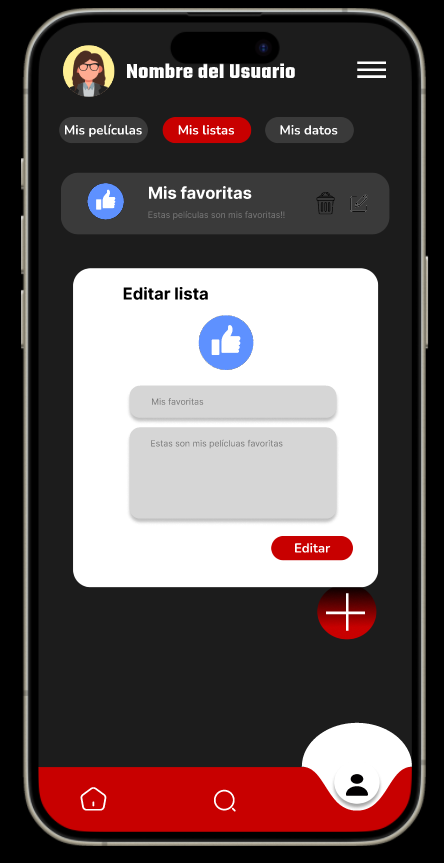 Nombre del Usuario
Mis películas
Mis listas
Mis datos
Mis favoritas
Estas películas son mis favoritas!!
Editar lista
Mis favoritas
Estas son mis pelícluas favoritas
Editar